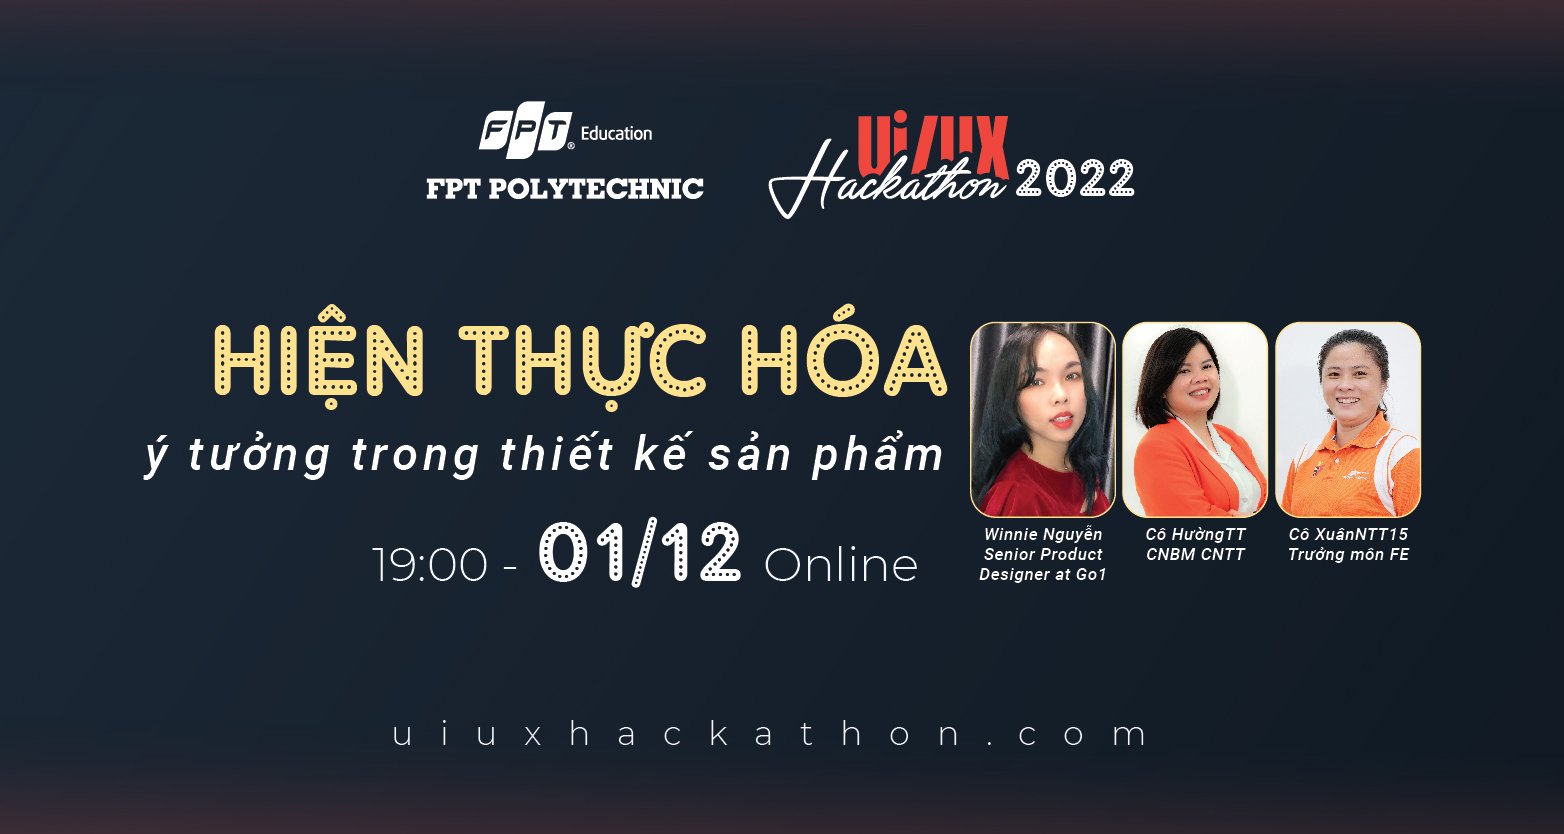 FPT Education
FPT POLYTECHNIC
Ui/UX
Hackathon 2022
HIỆN THỰC HÓA
ý tưởng trong thiết kế sản phẩm
19:00 - 01/12 Online
Winnie Nguyễn
Senior Product
Designer at Go1
Cô HườngTT
CNBM CNTT
Cô XuânNTT15
Trưởng môn FE
uiuxhackathon.com